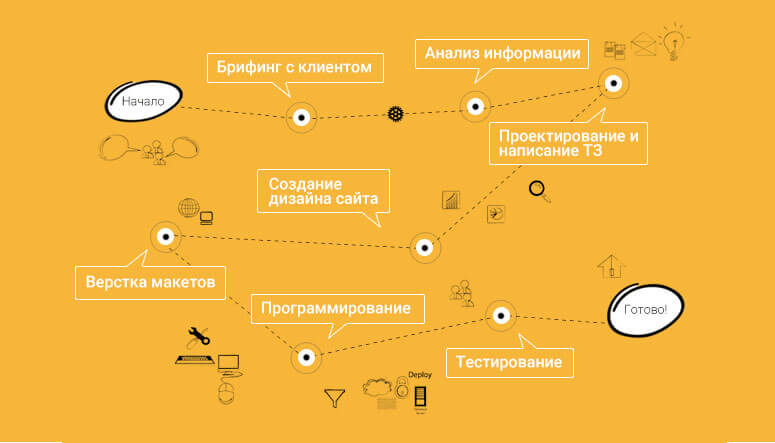 Начало
Брифинг с клиентом
Анализ информации
Проектирование и
написание ТЗ
Создание
дизайна сайта
Верстка макетов
Программирование
Deploy
Тестирование
Готово!